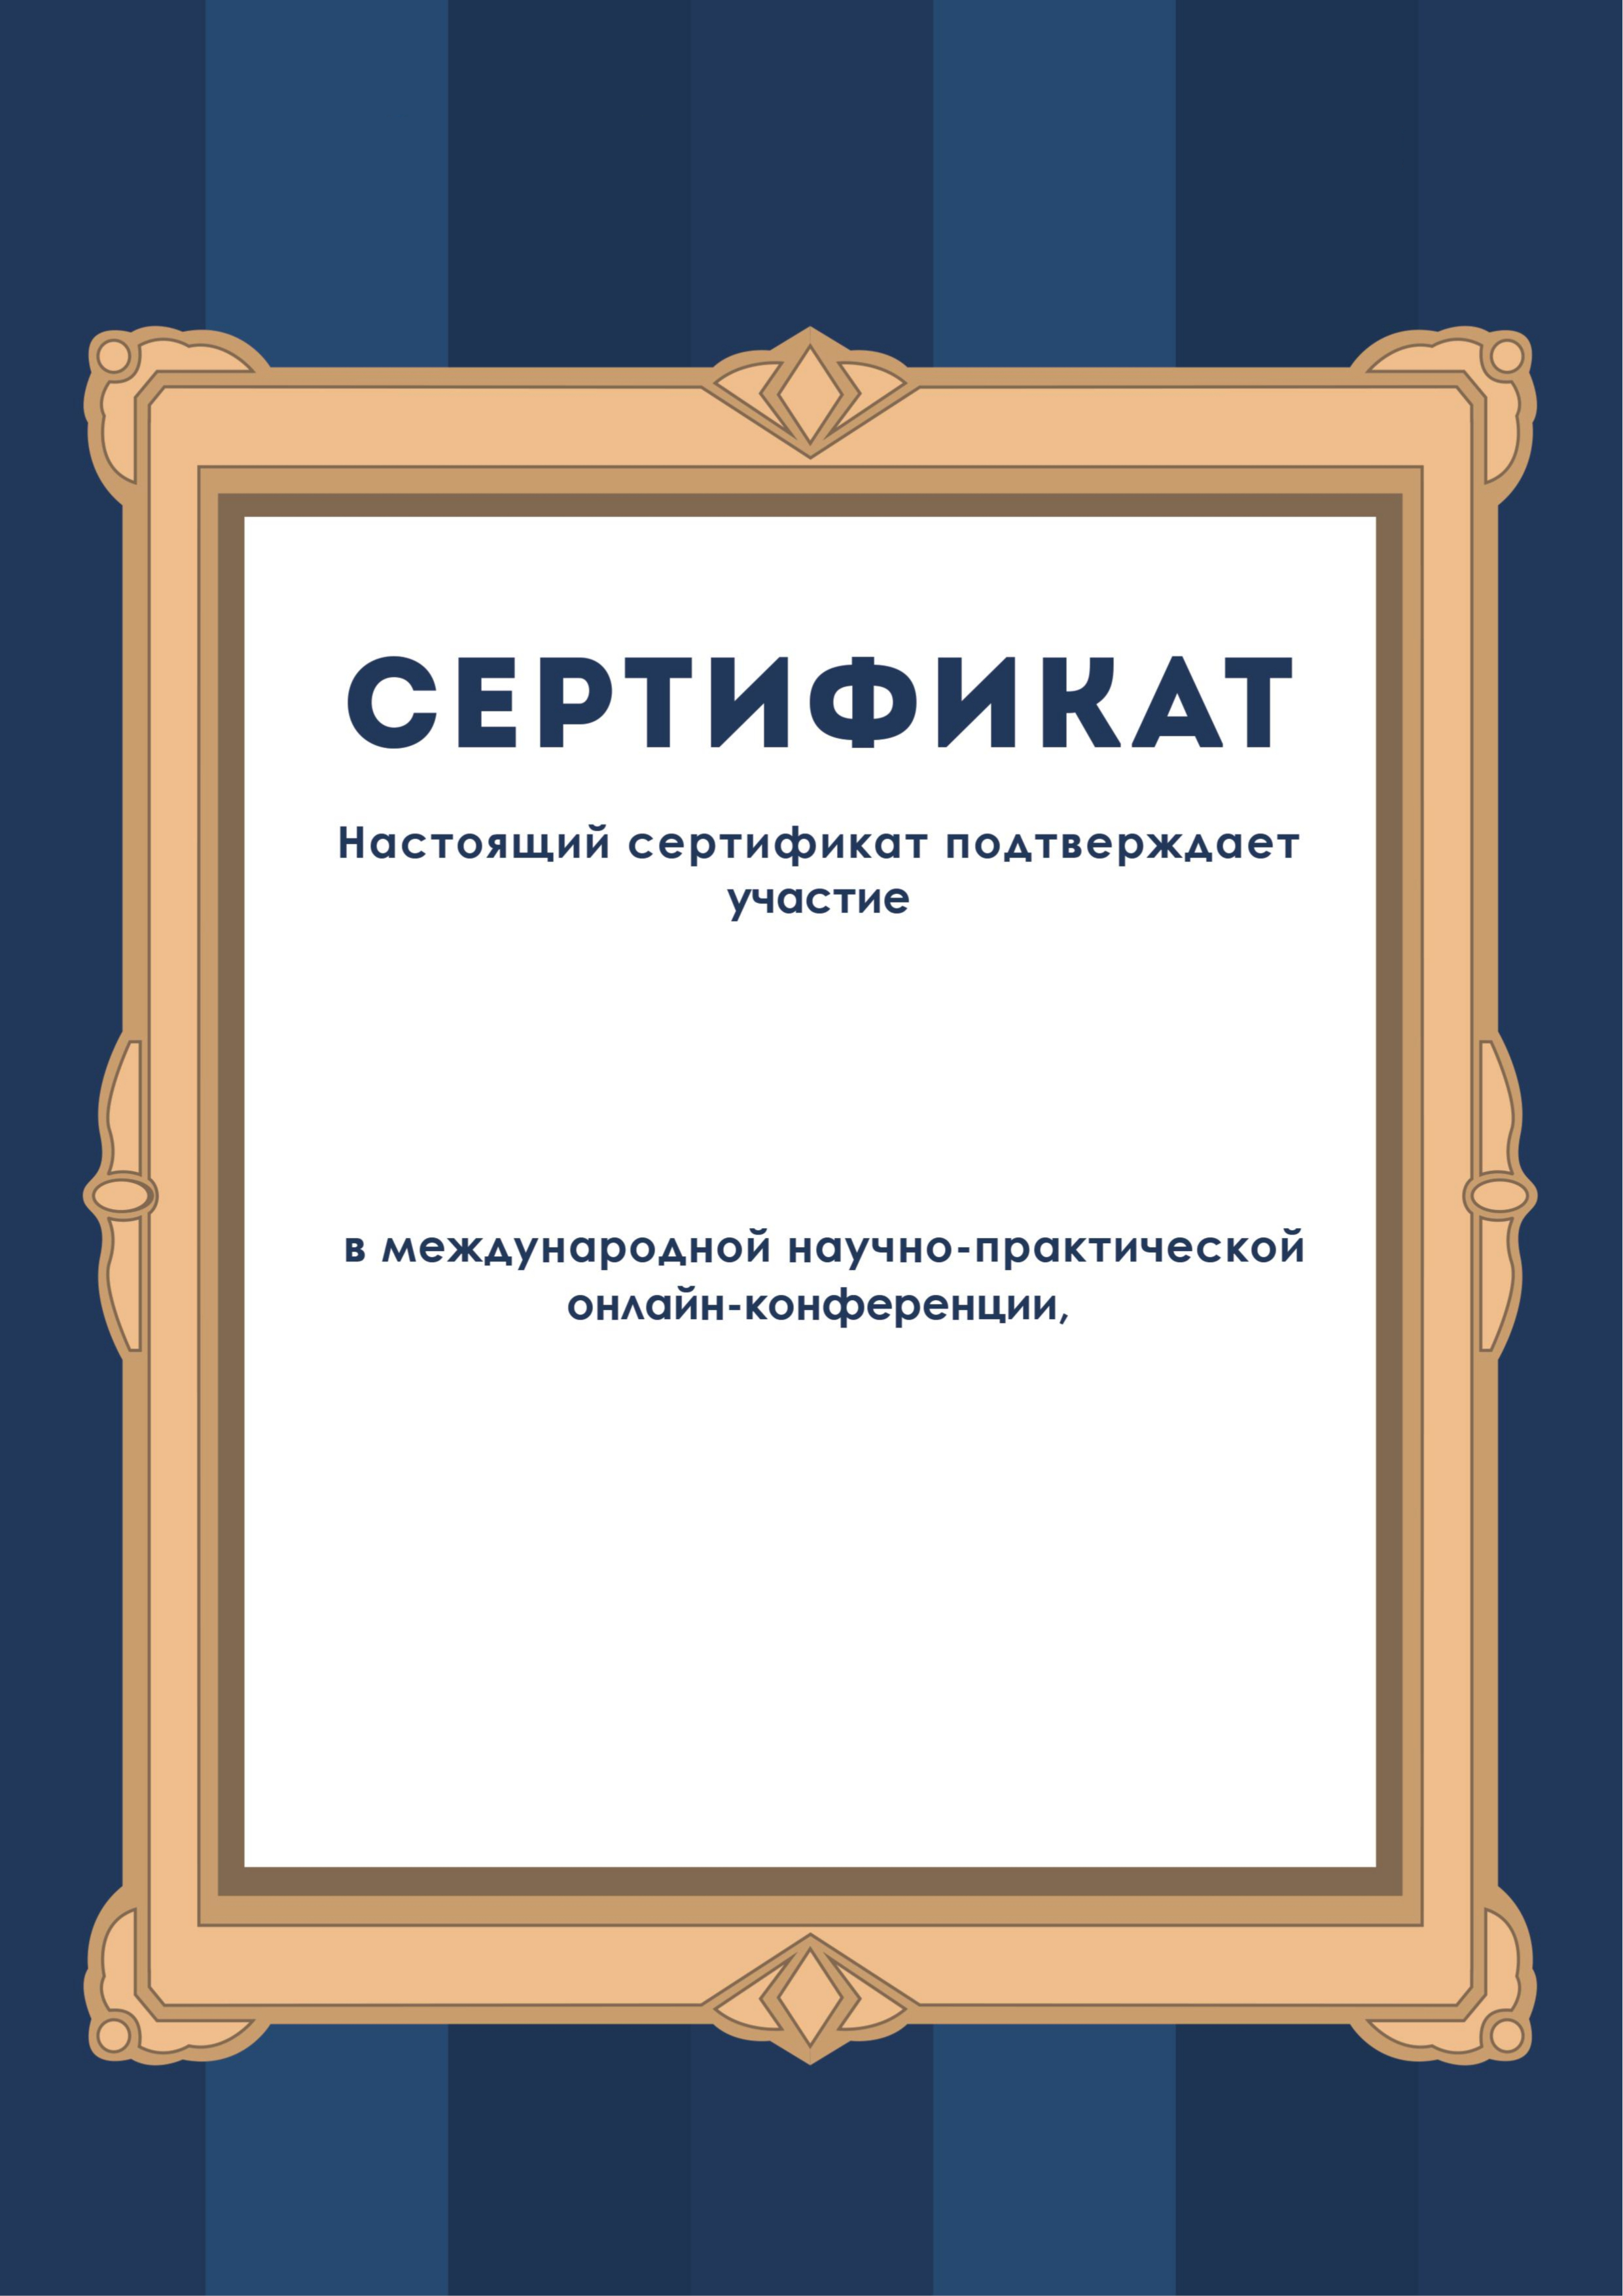 СЕРТИФИКАТ
Настоящий сертификат подтверждает
участие
в международной научно-практической
онлайн-конференции,